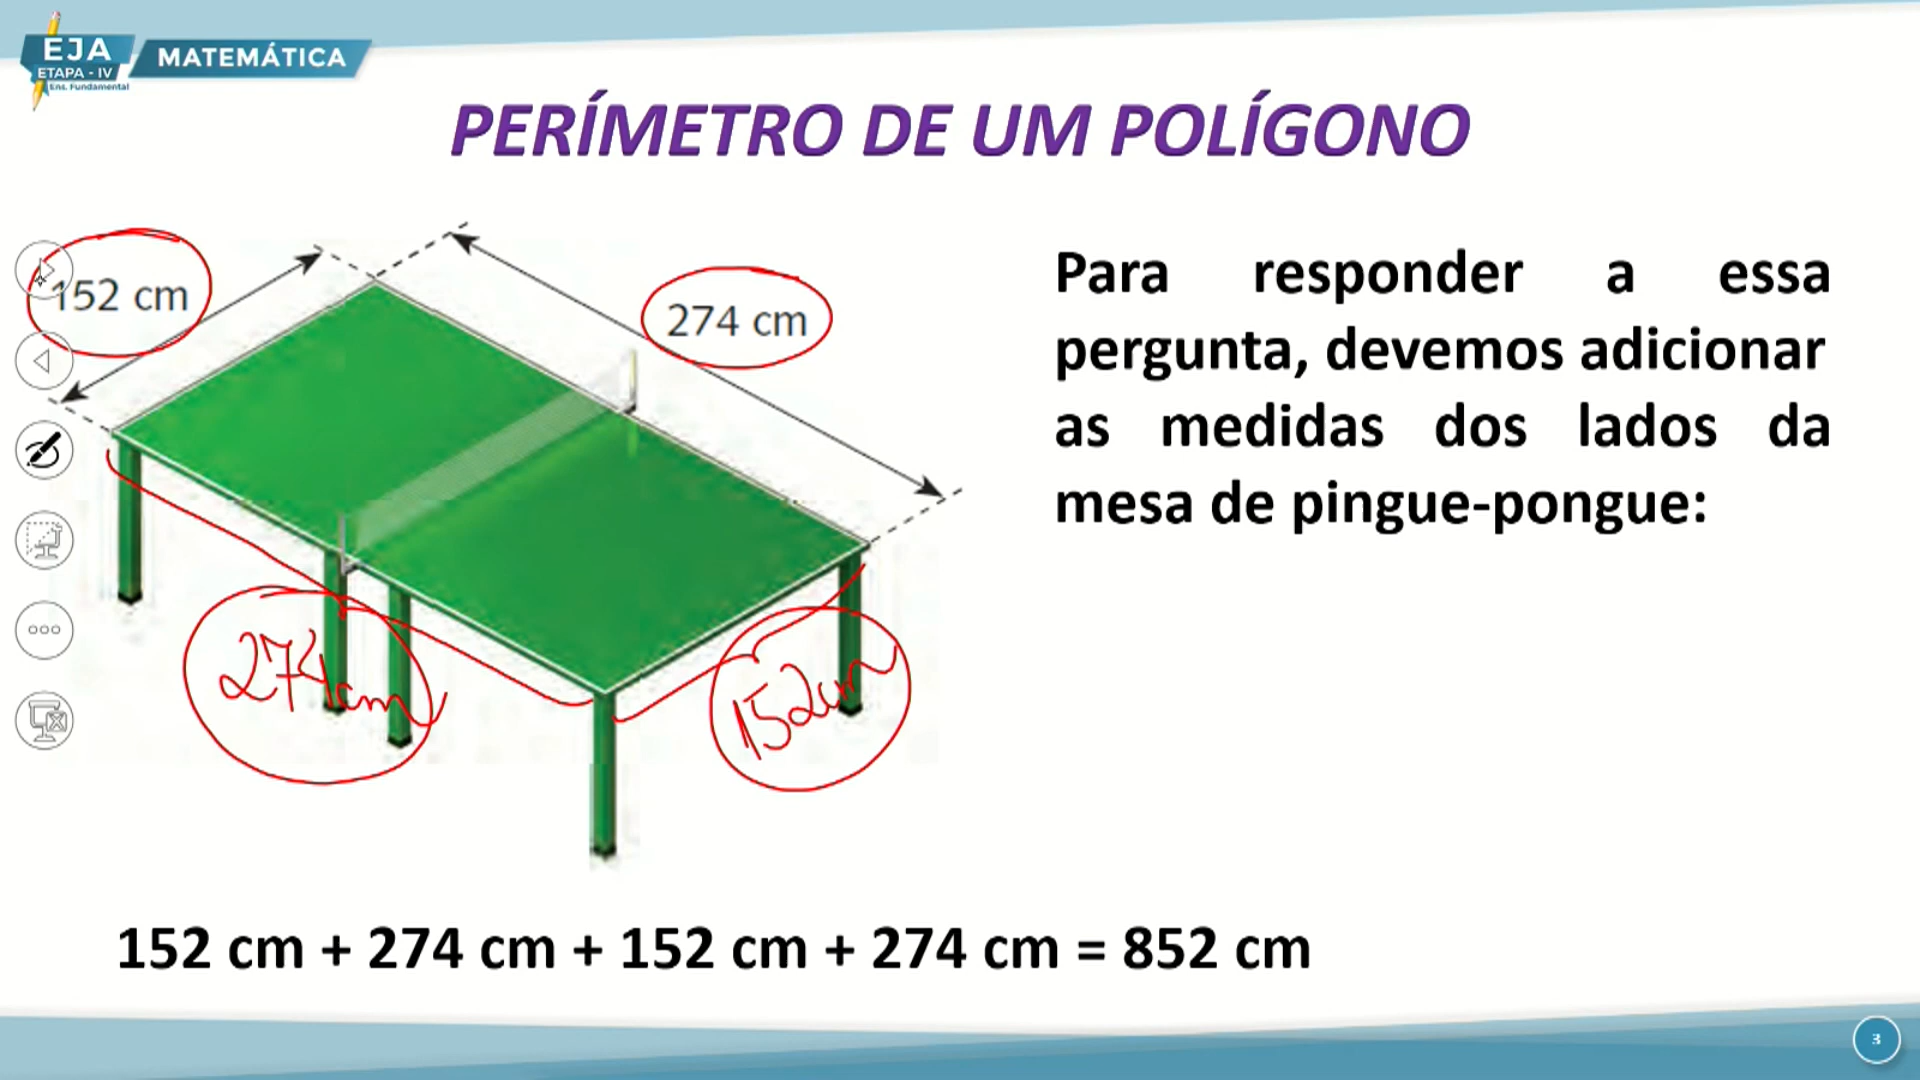 EJA
ETAPA - IV
Ens. Fundamental
MATEMÁTICA
PERÍMETRO DE UM POLÍGONO
152 cm
274 cm
Para responder a essa
pergunta, devemos adicionar
as medidas dos lados da
mesa de pingue-pongue:
274cm
152cm
152 cm + 274 cm + 152 cm + 274 cm = 852 cm
3